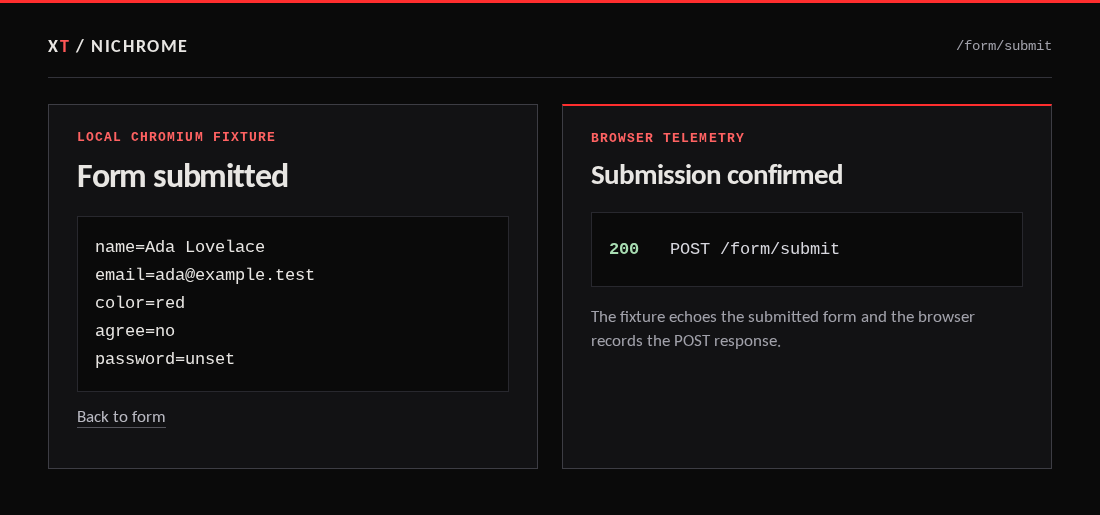 XT / NICHROME
/form/submit
LOCAL CHROMIUM FIXTURE
Form submitted
name=Ada Lovelace
email=ada@example.test
color=red
agree=no
password=unset
Back to form
BROWSER TELEMETRY
Submission confirmed
200 POST /form/submit
The fixture echoes the submitted form and the browser
records the POST response.